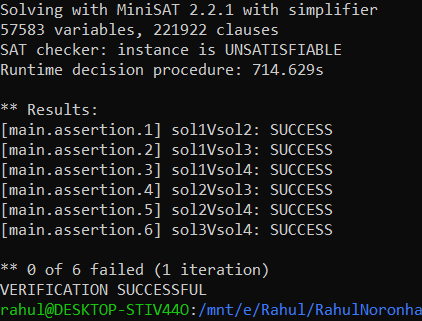 Solving with MiniSAT 2.2.1 with simplifier
57583 variables, 221922 clauses
SAT checker: instance is UNSATISFIABLE
Runtime decision procedure: 714.629s
** Results:
[main.assertion.1] sol1Vsol2: SUCCESS
[main.assertion.2] sol1Vsol3: SUCCESS
[main.assertion.3] sol1Vsol4: SUCCESS
[main.assertion.4] sol2Vsol3: SUCCESS
[main.assertion.5] sol2Vsol4: SUCCESS
[main.assertion.6] sol3Vsol4: SUCCESS
** 0 of 6 failed (1 iteration)
VERIFICATION SUCCESSFUL
rahul@DESKTOP-STIV44O:/mnt/e/Rahul/RahulNoronha